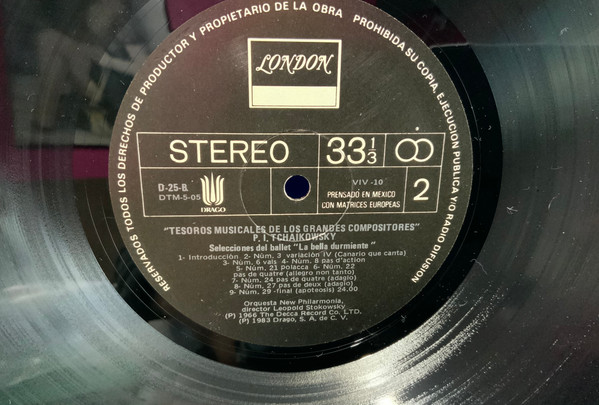 RESERVADOS TODOS LOS DERECHOS DE PRODUCTOR Y PROPIETARIO DE LA OBRA PROHIBIDA SU COPIA, EJECUCION PUBLICA Y/O RADIO DIFUSION
LONDON
STEREO 33 1/3
D-25-B.
DTM-5-05
DRAGO
VIV-10
PRENSADO EN MEXICO
CON MATRICES EUROPEAS
2
"TESOROS MUSICALES DE LOS GRANDES COMPOSITORES"
P. I. TCHAIKOWSKY
Selecciones del ballet "La bella durmiente"
1- Introducción 2- Núm. 3 variación IV (Canario que canta)
3- Núm. 6 vals 4- Núm. 8 pas d'action
5- Núm. 21 polacca 6- Núm. 22
pas de quatre (allegro non tanto)
7- Núm. 24 pas de quatre (adagio)
8- Núm. 27 pas de deux (adagio)
9- Núm. 29 -final (apoteosis) 24.00
Orquesta New Philarmonia,
director Leopold Stokowsky
(P) 1966 The Decca Record Co. LTD.
(P) 1983 Drago, S. A. de C. V.